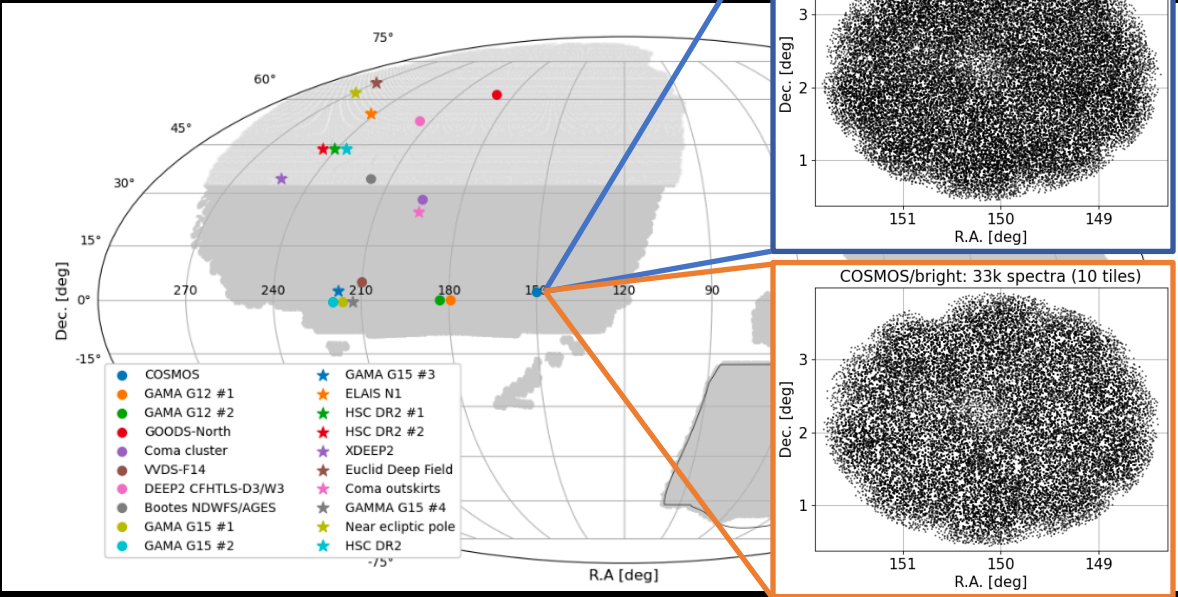 75°
60°
45°
30°
15°
0°
-15°
-75°
Dec. [deg]
270
240
210
180
150
120
90
R.A [deg]
COSMOS
GAMA G12 #1
GAMA G12 #2
GOODS-North
Coma cluster
VVDS-F14
DEEP2 CFHTLS-D3/W3
Bootes NDWFS/AGES
GAMA G15 #1
GAMA G15 #2
GAMA G15 #3
ELAIS N1
HSC DR2 #1
HSC DR2 #2
XDEEP2
Euclid Deep Field
Coma outskirts
GAMMA G15 #4
Near ecliptic pole
HSC DR2
3
2
1
Dec. [deg]
151
150
149
R.A. [deg]
COSMOS/bright: 33k spectra (10 tiles)
3
2
1
Dec. [deg]
151
150
149
R.A. [deg]